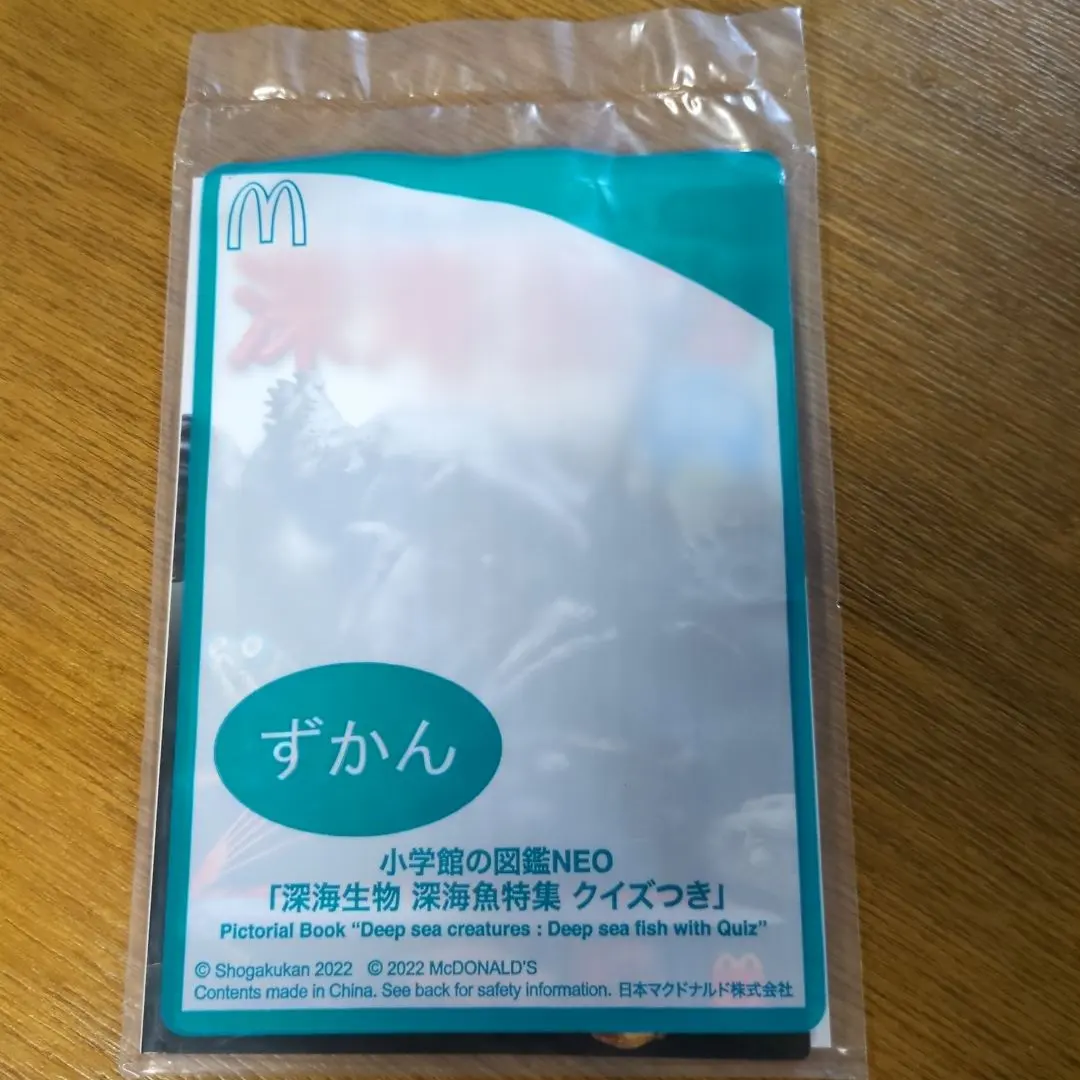 深海
ずかん
小学館の図鑑NEO
「深海生物 深海魚特集 クイズつき」
Pictorial Book “Deep sea creatures : Deep sea fish with Quiz”
© Shogakukan 2022 © 2022 McDONALD'S
Contents made in China. See back for safety information. 日本マクドナルド株式会社